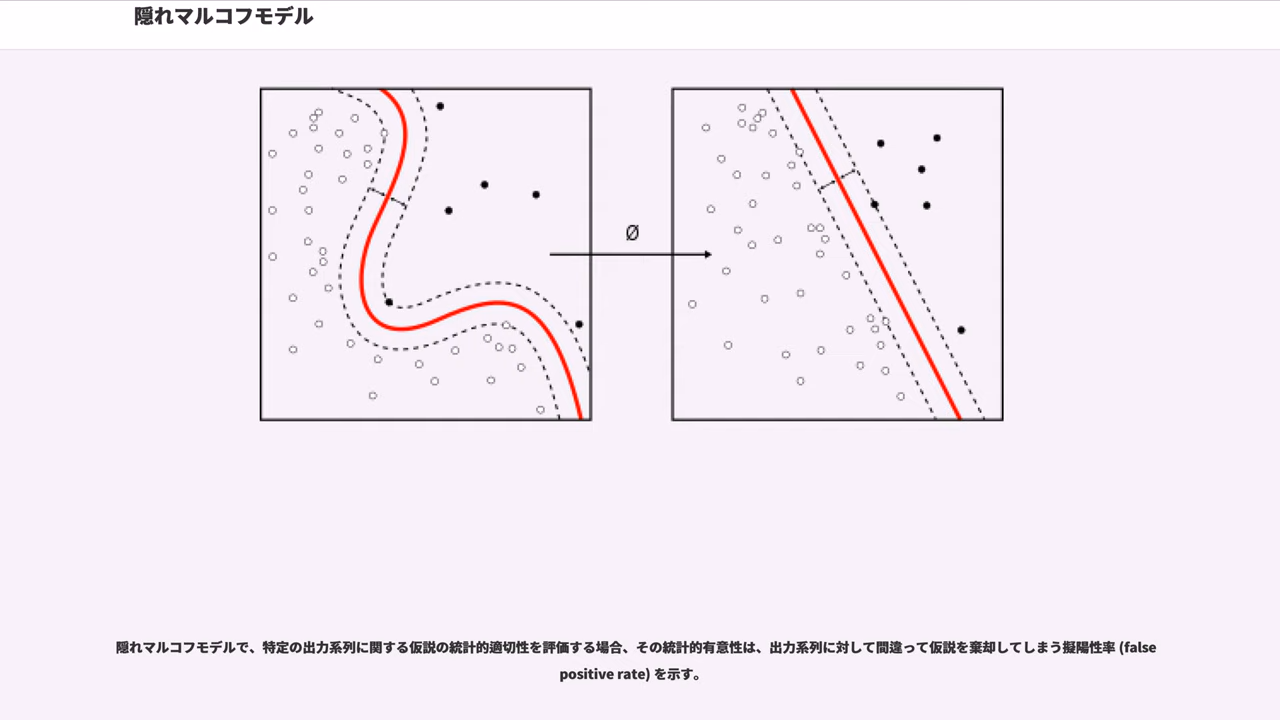 隠れマルコフモデル
Ø
隠れマルコフモデルで、特定の出力系列に関する仮説の統計的適切性を評価する場合、その統計的有意性は、出力系列に対して間違って仮説を棄却してしまう擬陽性率 (false
positive rate) を示す。